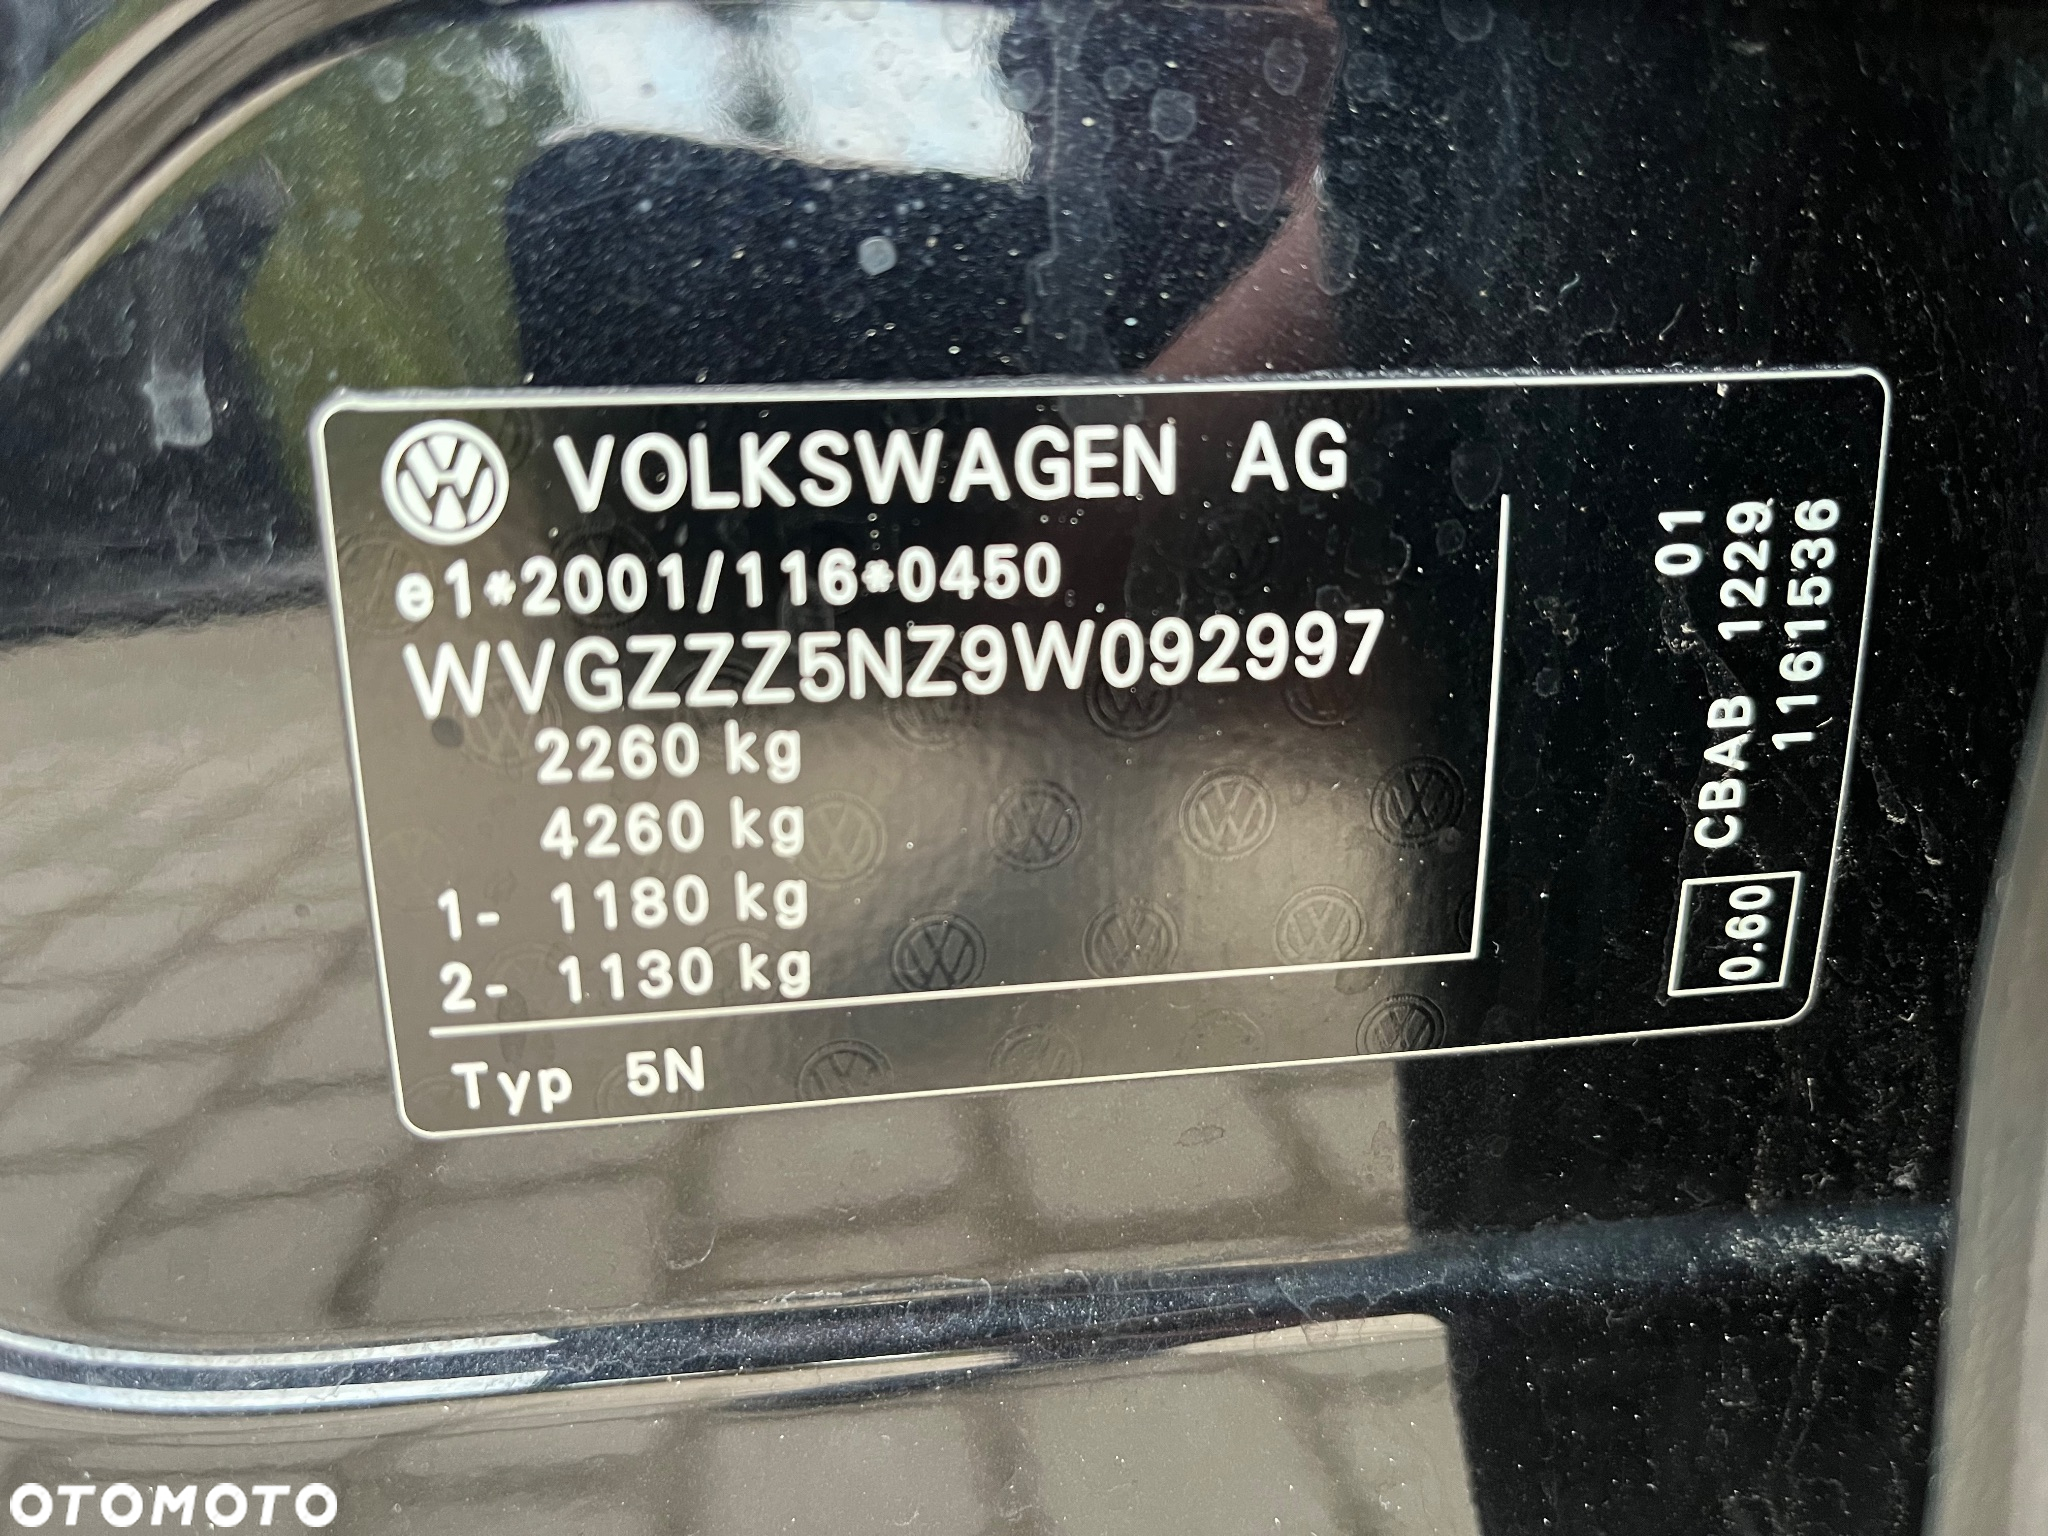 VOLKSWAGEN AG
e1*2001/116*0450
WVGZZZ5NZ9W092997
2260 kg
4260 kg
1- 1180 kg
2- 1130 kg
Typ 5N
01
CBAB 1229
1161536
0.60
OTOMOTO